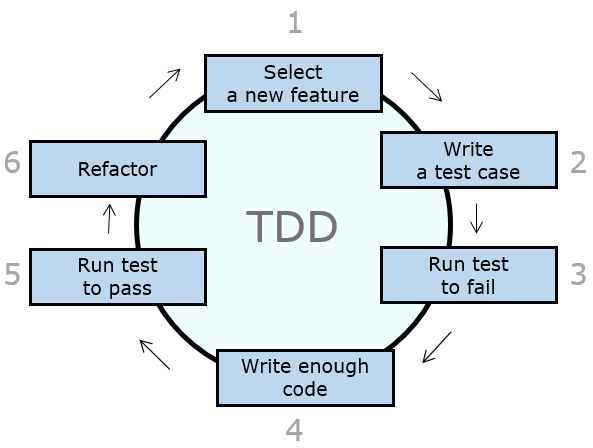 1
Select
a new feature
Write
a test case
2
Run test
to fail
3
Write enough
code
4
Run test
to pass
5
Refactor
6
TDD